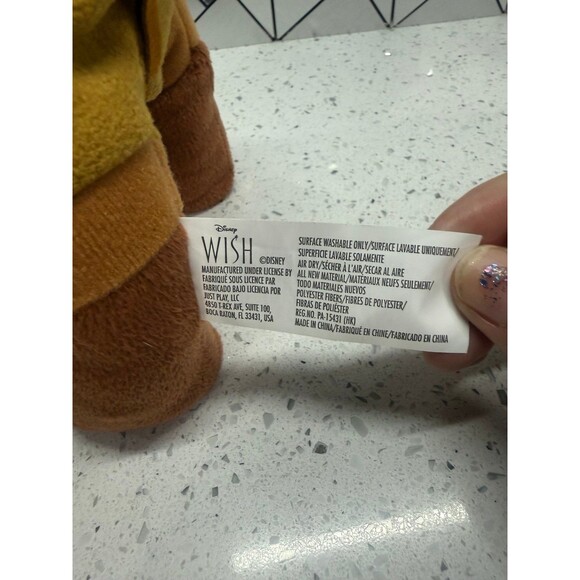 Disney
WISH ©DISNEY
MANUFACTURED UNDER LICENSE BY
FABRIQUÉ SOUS LICENCE PAR
FABRICADO BAJO LICENCIA POR
JUST PLAY, LLC
4850 T-REX AVE, SUITE 100,
BOCA RATON, FL 33431, USA
SURFACE WASHABLE ONLY/SURFACE LAVABLE UNIQUEMENT/
SUPERFICIE LAVABLE SOLAMENTE
AIR DRY/SÉCHER À L'AIR/SECAR AL AIRE
ALL NEW MATERIAL/MATÉRIAUX NEUFS SEULEMENT/
TODO MATERIALES NUEVOS
POLYESTER FIBERS/FIBRES DE POLYESTER/
FIBRAS DE POLIÉSTER
REG NO. PA-15431 (HK)
MADE IN CHINA/FABRIQUÉ EN CHINE/FABRICADO EN CHINA